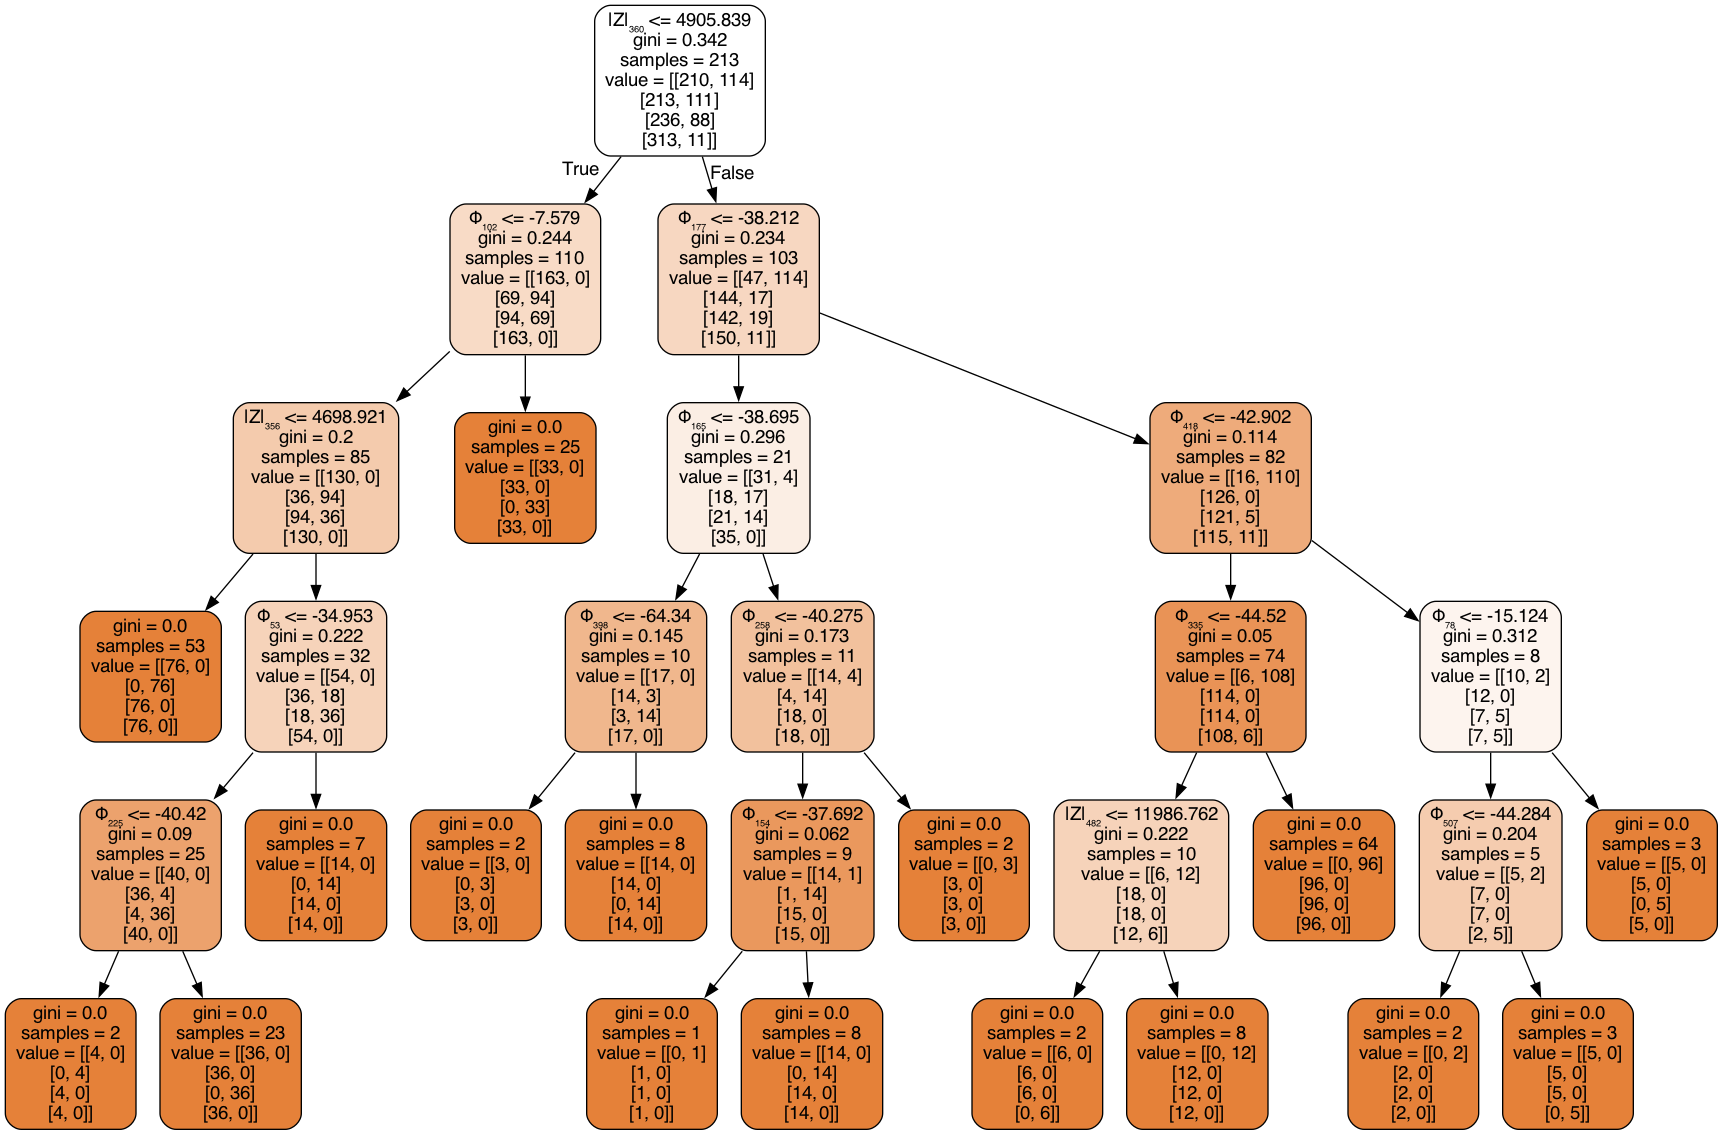 |Z|₃₆₀ <= 4905.839
gini = 0.342
samples = 213
value = [[210, 114]
[213, 111]
[236, 88]
[313, 11]]
True
False
Φ₁₀₂ <= -7.579
gini = 0.244
samples = 110
value = [[163, 0]
[69, 94]
[94, 69]
[163, 0]]
Φ₁₇₇ <= -38.212
gini = 0.234
samples = 103
value = [[47, 114]
[144, 17]
[142, 19]
[150, 11]]
|Z|₃₅₆ <= 4698.921
gini = 0.2
samples = 85
value = [[130, 0]
[36, 94]
[94, 36]
[130, 0]]
gini = 0.0
samples = 25
value = [[33, 0]
[33, 0]
[0, 33]
[33, 0]]
Φ₁₆₅ <= -38.695
gini = 0.296
samples = 21
value = [[31, 4]
[18, 17]
[21, 14]
[35, 0]]
Φ₄₁₈ <= -42.902
gini = 0.114
samples = 82
value = [[16, 110]
[126, 0]
[121, 5]
[115, 11]]
gini = 0.0
samples = 53
value = [[76, 0]
[0, 76]
[76, 0]
[76, 0]]
Φ₅₃ <= -34.953
gini = 0.222
samples = 32
value = [[54, 0]
[36, 18]
[18, 36]
[54, 0]]
Φ₃₉₈ <= -64.34
gini = 0.145
samples = 10
value = [[17, 0]
[14, 3]
[3, 14]
[17, 0]]
Φ₂₅₈ <= -40.275
gini = 0.173
samples = 11
value = [[14, 4]
[4, 14]
[18, 0]
[18, 0]]
Φ₃₃₅ <= -44.52
gini = 0.05
samples = 74
value = [[6, 108]
[114, 0]
[114, 0]
[108, 6]]
Φ₇₈ <= -15.124
gini = 0.312
samples = 8
value = [[10, 2]
[12, 0]
[7, 5]
[7, 5]]
Φ₂₂₅ <= -40.42
gini = 0.09
samples = 25
value = [[40, 0]
[36, 4]
[4, 36]
[40, 0]]
gini = 0.0
samples = 7
value = [[14, 0]
[0, 14]
[14, 0]
[14, 0]]
gini = 0.0
samples = 2
value = [[3, 0]
[0, 3]
[3, 0]
[3, 0]]
gini = 0.0
samples = 8
value = [[14, 0]
[14, 0]
[0, 14]
[14, 0]]
Φ₁₅₄ <= -37.692
gini = 0.062
samples = 9
value = [[14, 1]
[1, 14]
[15, 0]
[15, 0]]
gini = 0.0
samples = 2
value = [[0, 3]
[3, 0]
[3, 0]
[3, 0]]
|Z|₄₈₂ <= 11986.762
gini = 0.222
samples = 10
value = [[6, 12]
[18, 0]
[18, 0]
[12, 6]]
gini = 0.0
samples = 64
value = [[0, 96]
[96, 0]
[96, 0]
[96, 0]]
Φ₅₀₇ <= -44.284
gini = 0.204
samples = 5
value = [[5, 2]
[7, 0]
[7, 0]
[2, 5]]
gini = 0.0
samples = 3
value = [[5, 0]
[5, 0]
[0, 5]
[5, 0]]
gini = 0.0
samples = 2
value = [[4, 0]
[0, 4]
[4, 0]
[4, 0]]
gini = 0.0
samples = 23
value = [[36, 0]
[36, 0]
[0, 36]
[36, 0]]
gini = 0.0
samples = 1
value = [[0, 1]
[1, 0]
[1, 0]
[1, 0]]
gini = 0.0
samples = 8
value = [[14, 0]
[0, 14]
[14, 0]
[14, 0]]
gini = 0.0
samples = 2
value = [[6, 0]
[6, 0]
[6, 0]
[0, 6]]
gini = 0.0
samples = 8
value = [[0, 12]
[12, 0]
[12, 0]
[12, 0]]
gini = 0.0
samples = 2
value = [[0, 2]
[2, 0]
[2, 0]
[2, 0]]
gini = 0.0
samples = 3
value = [[5, 0]
[5, 0]
[5, 0]
[0, 5]]